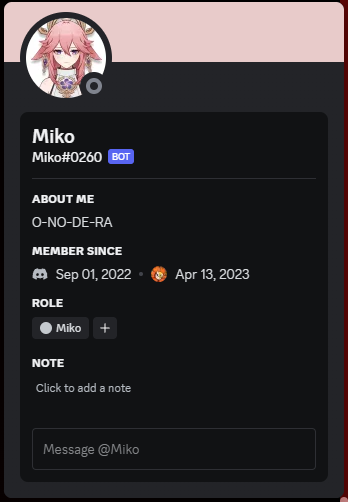 Miko
Miko#0260 BOT
ABOUT ME
O-NO-DE-RA
MEMBER SINCE
Sep 01, 2022 • Apr 13, 2023
ROLE
Miko +
NOTE
Click to add a note
Message @Miko